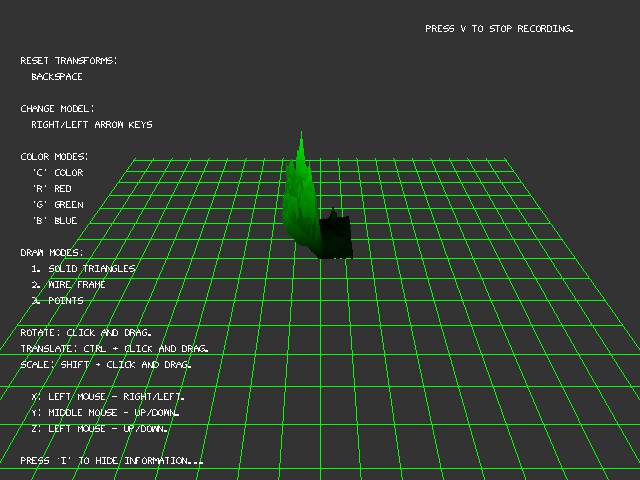 PRESS V TO STOP RECORDING.
RESET TRANSFORMS:
BACKSPACE
CHANGE MODEL:
RIGHT/LEFT ARROW KEYS
COLOR MODES:
'C' COLOR
'R' RED
'G' GREEN
'B' BLUE
DRAW MODES:
1. SOLID TRIANGLES
2. WIRE FRAME
3. POINTS
ROTATE: CLICK AND DRAG.
TRANSLATE: CTRL + CLICK AND DRAG.
SCALE: SHIFT + CLICK AND DRAG.
X: LEFT MOUSE - RIGHT/LEFT.
Y: MIDDLE MOUSE - UP/DOWN.
Z: LEFT MOUSE - UP/DOWN.
PRESS 'I' TO HIDE INFORMATION...